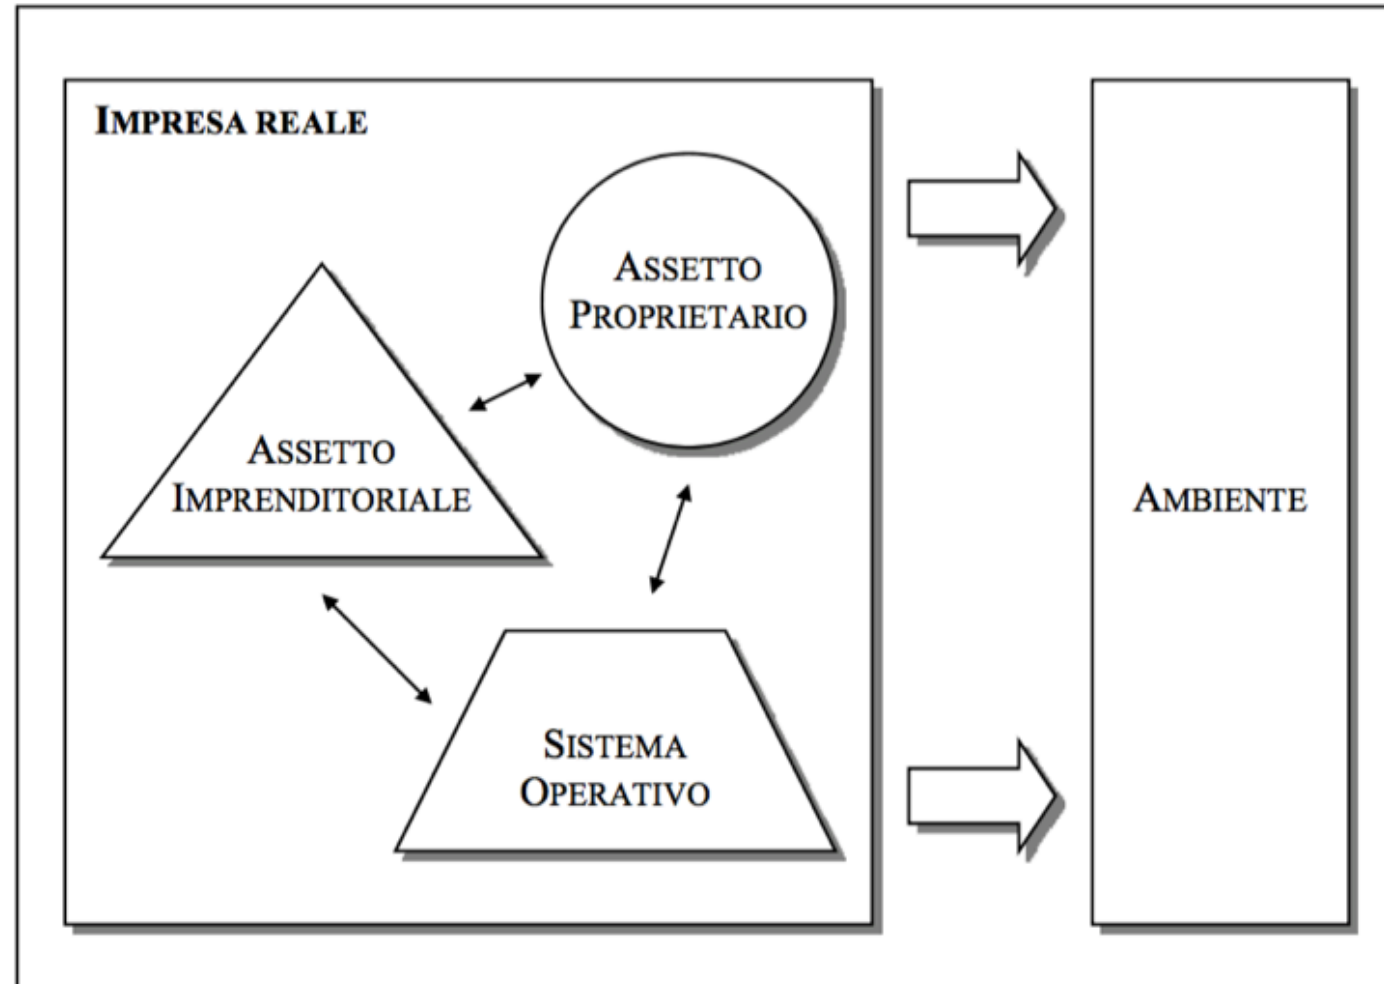 IMPRESA REALE
ASSETTO
PROPRIETARIO
ASSETTO
IMPRENDITORIALE
AMBIENTE
SISTEMA
OPERATIVO